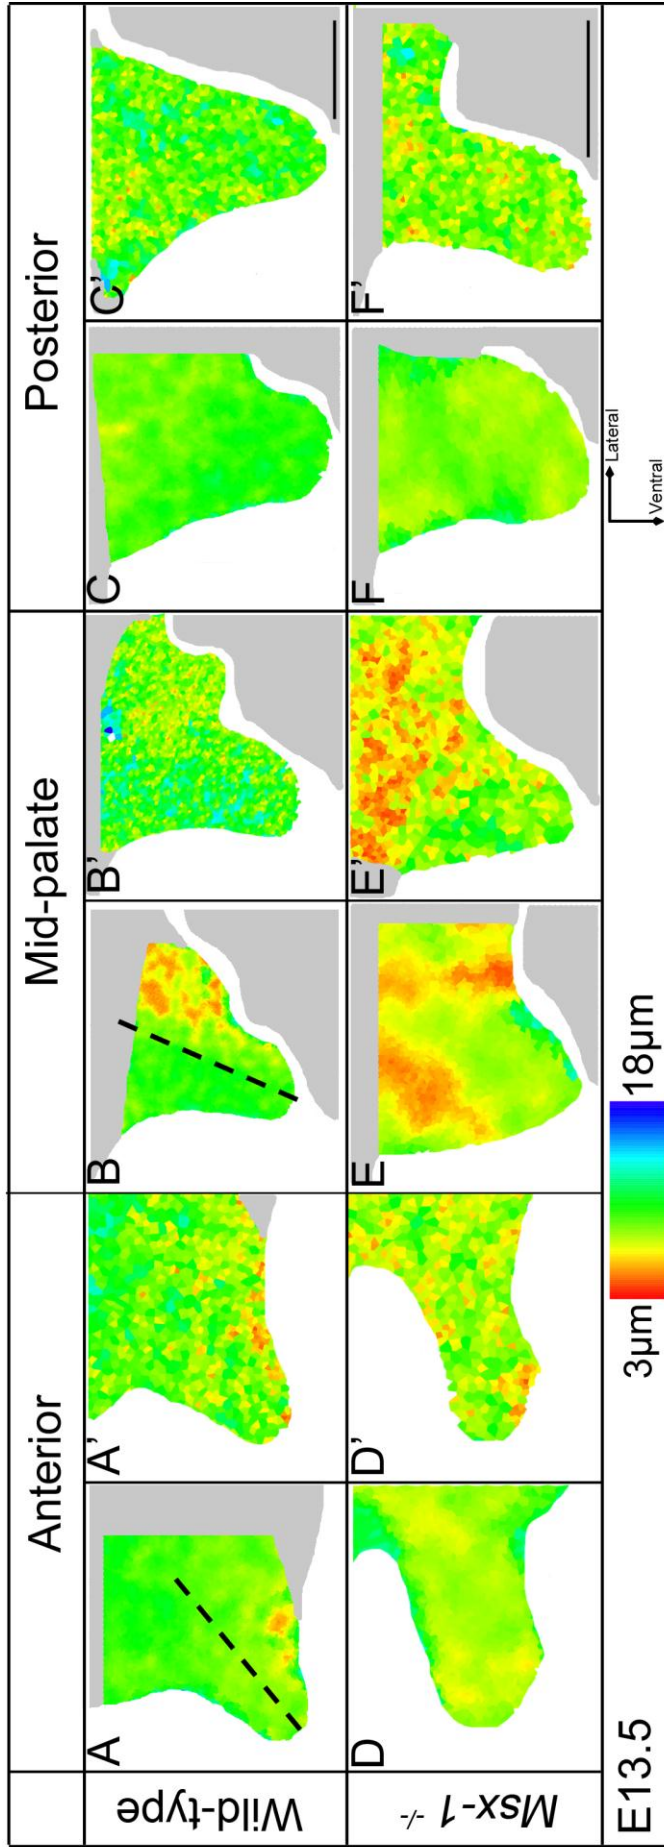 Anterior
Mid-palate
Posterior
Wild-type
A
A'
B
B'
C
C'
Msx-1 -/-
D
D'
E
E'
F
F'
E13.5
3µm
18µm
Lateral
Ventral